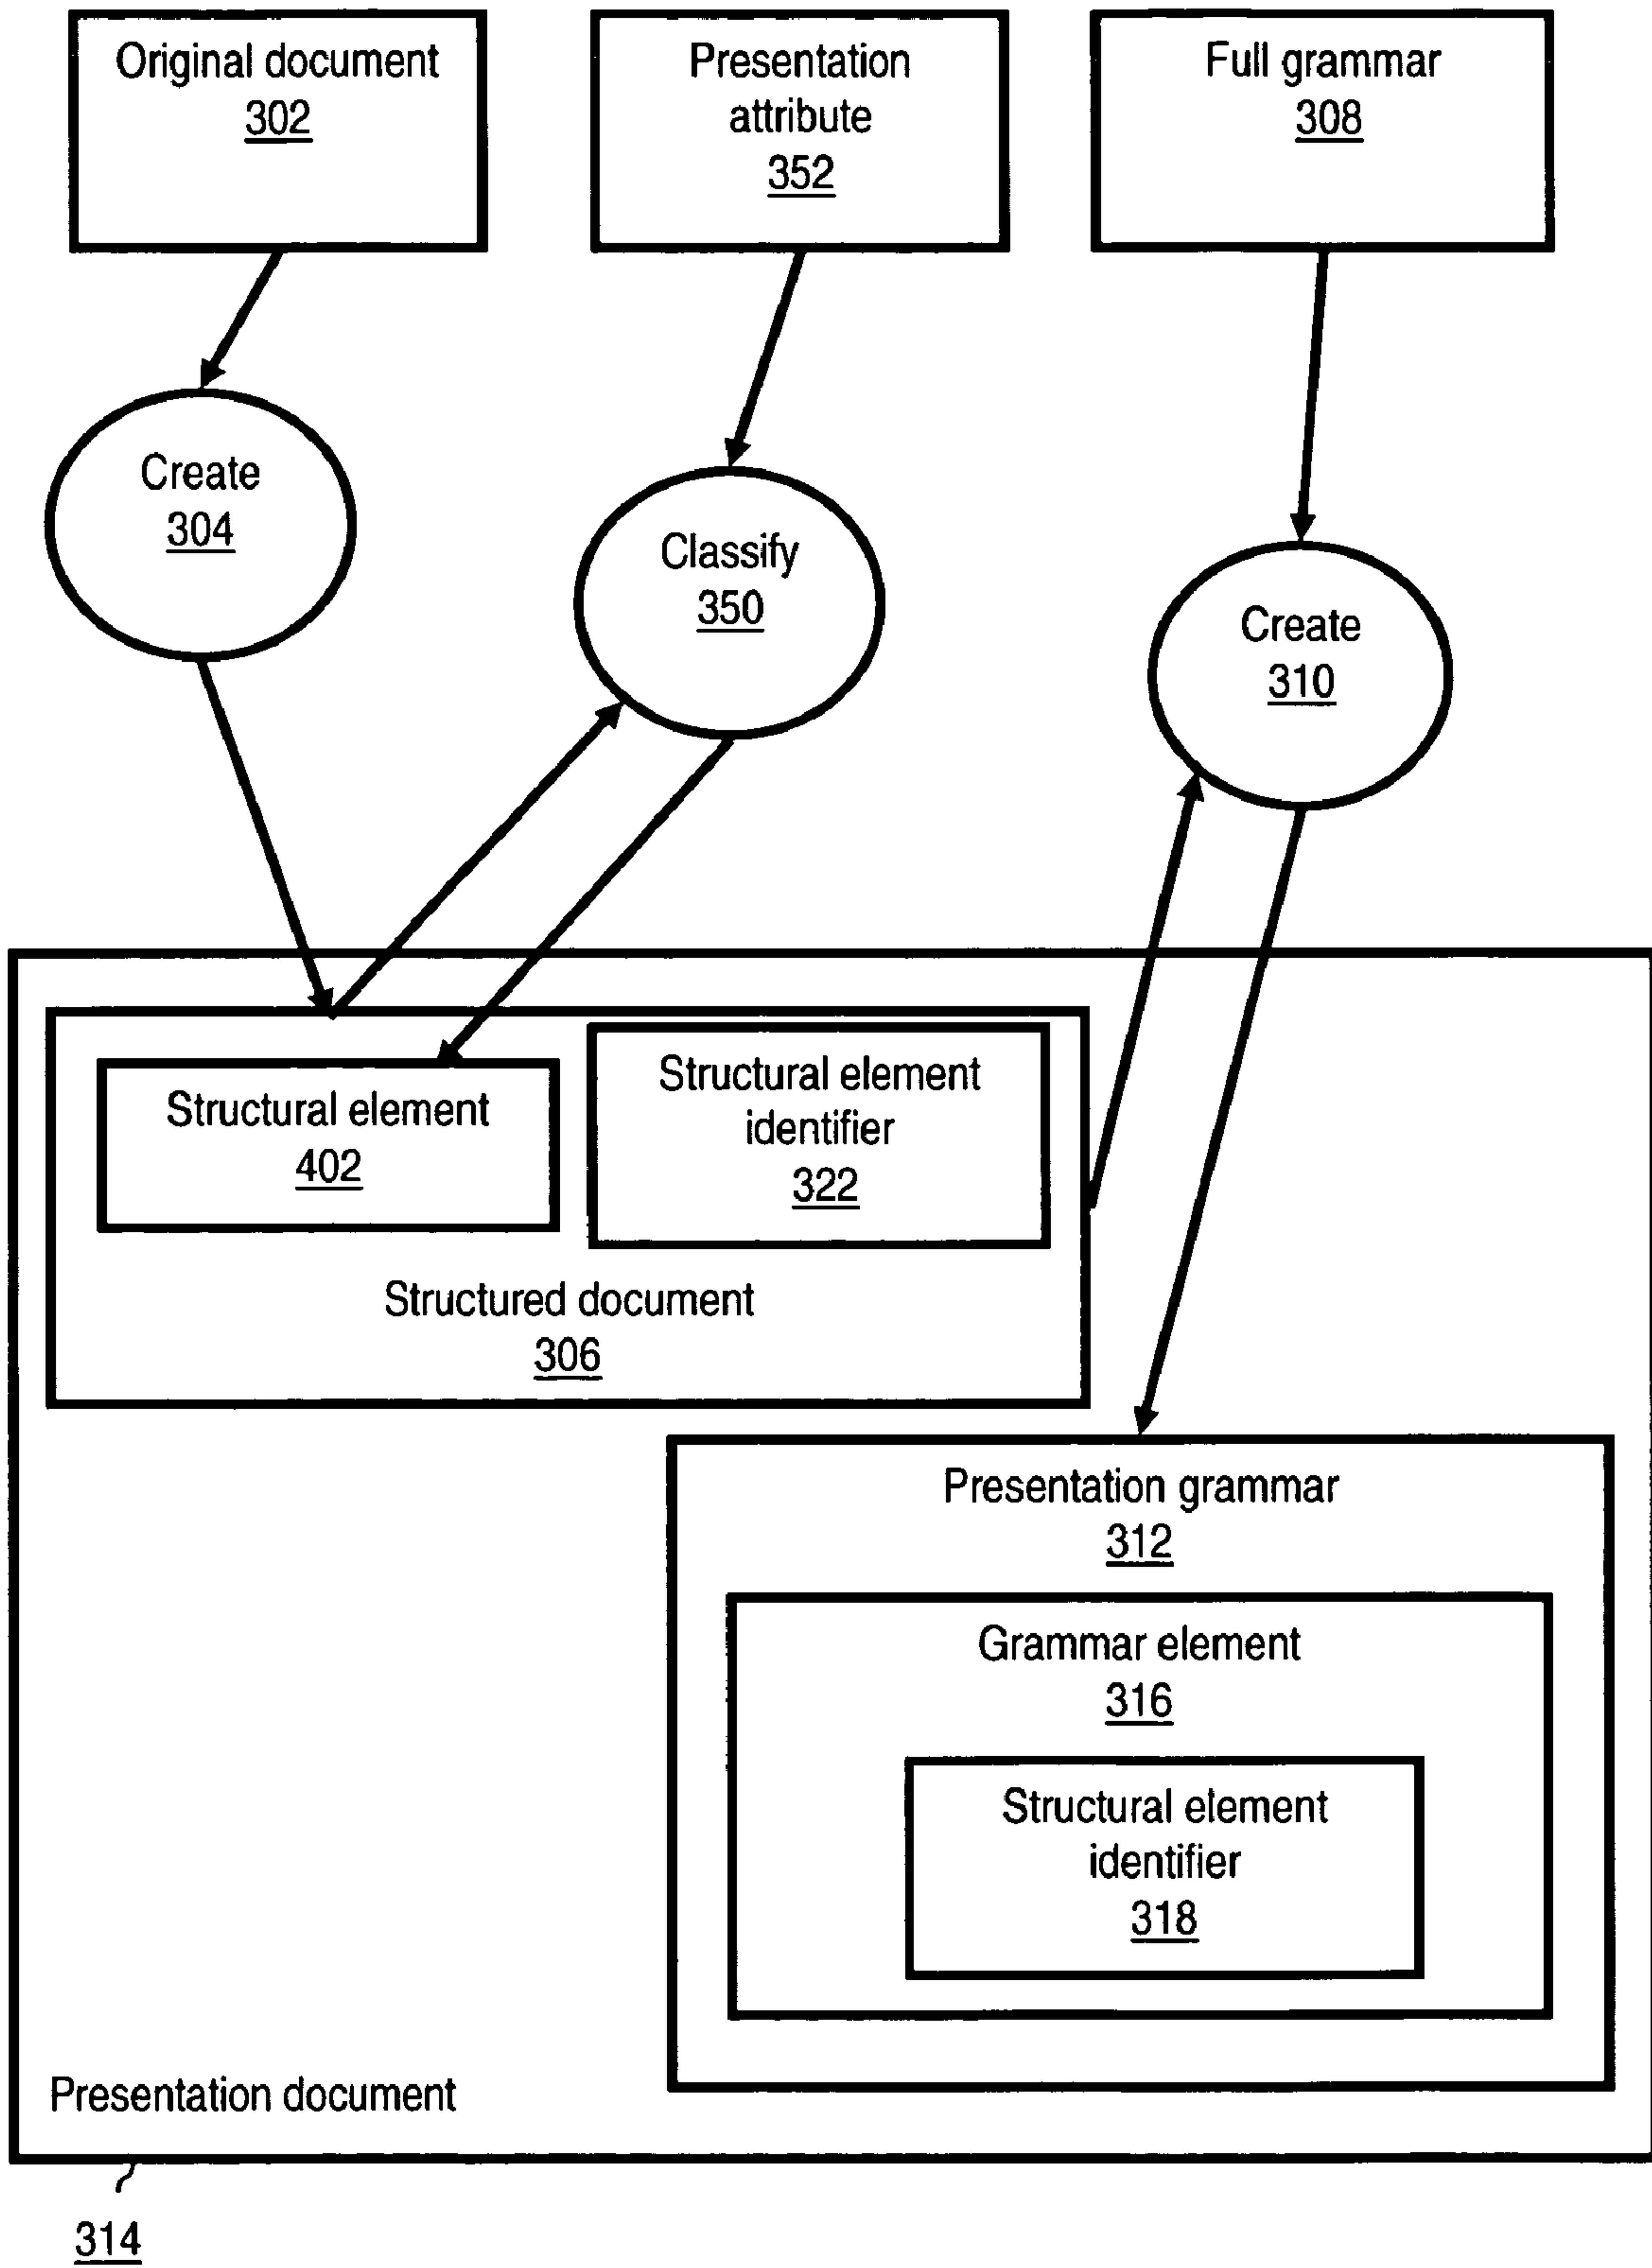 Original document
302
Presentation
attribute
352
Full grammar
308
Create
304
Classify
350
Create
310
Structural element
402
Structural element
identifier
322
Structured document
306
Presentation grammar
312
Grammar element
316
Structural element
identifier
318
Presentation document
314